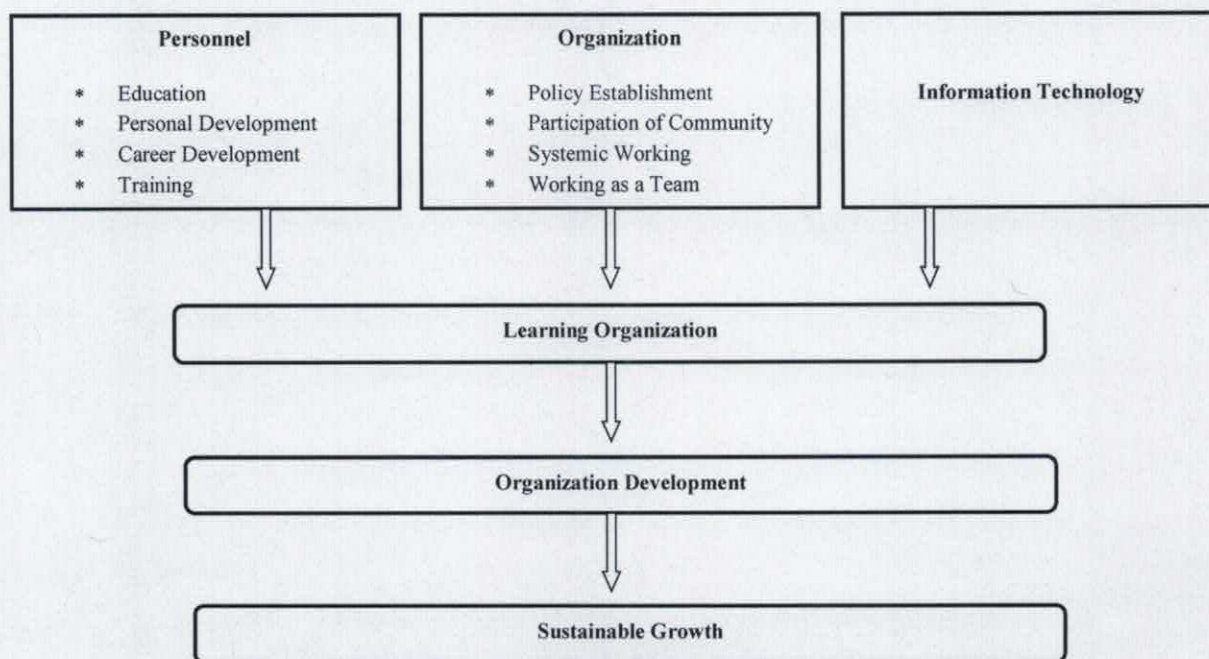 Personnel
* Education
* Personal Development
* Career Development
* Training
Organization
* Policy Establishment
* Participation of Community
* Systemic Working
* Working as a Team
Information Technology
Learning Organization
Organization Development
Sustainable Growth